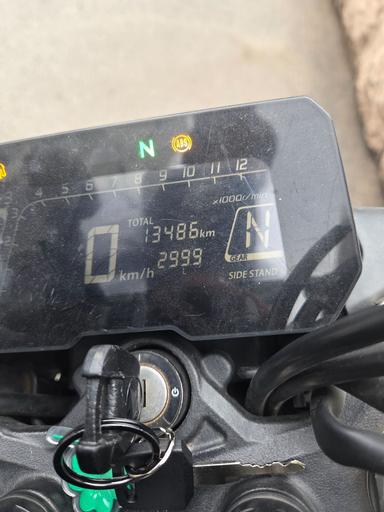 N ABS
4 5 6 7 8 9 10 11 12
x1000r/min
TOTAL
13486km
0 km/h
2999
L
N
GEAR
SIDE STAND